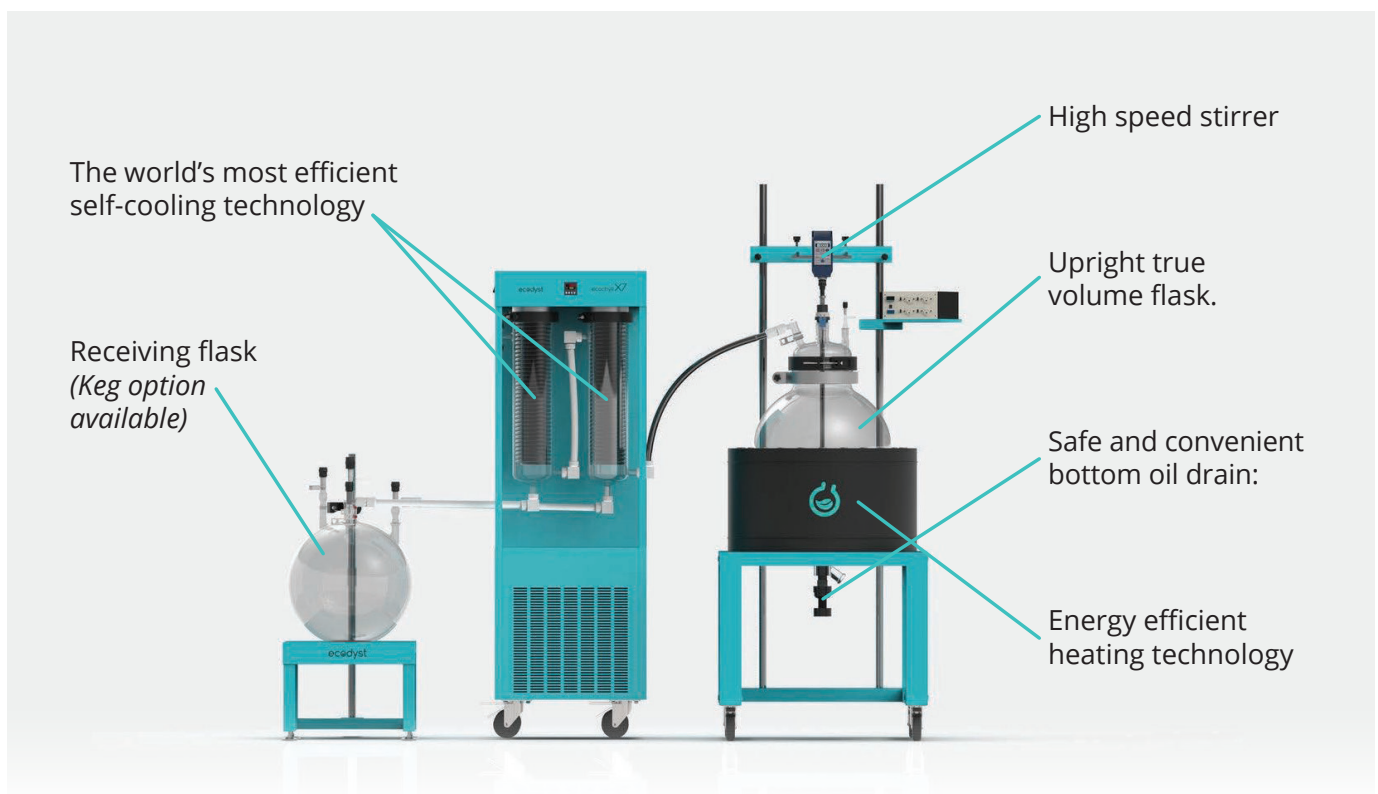 High speed stirrer
The world’s most efficient
self-cooling technology
Upright true
volume flask.
Receiving flask
(Keg option
available)
Safe and convenient
bottom oil drain:
Energy efficient
heating technology
ecodyst
X7
ecodyst